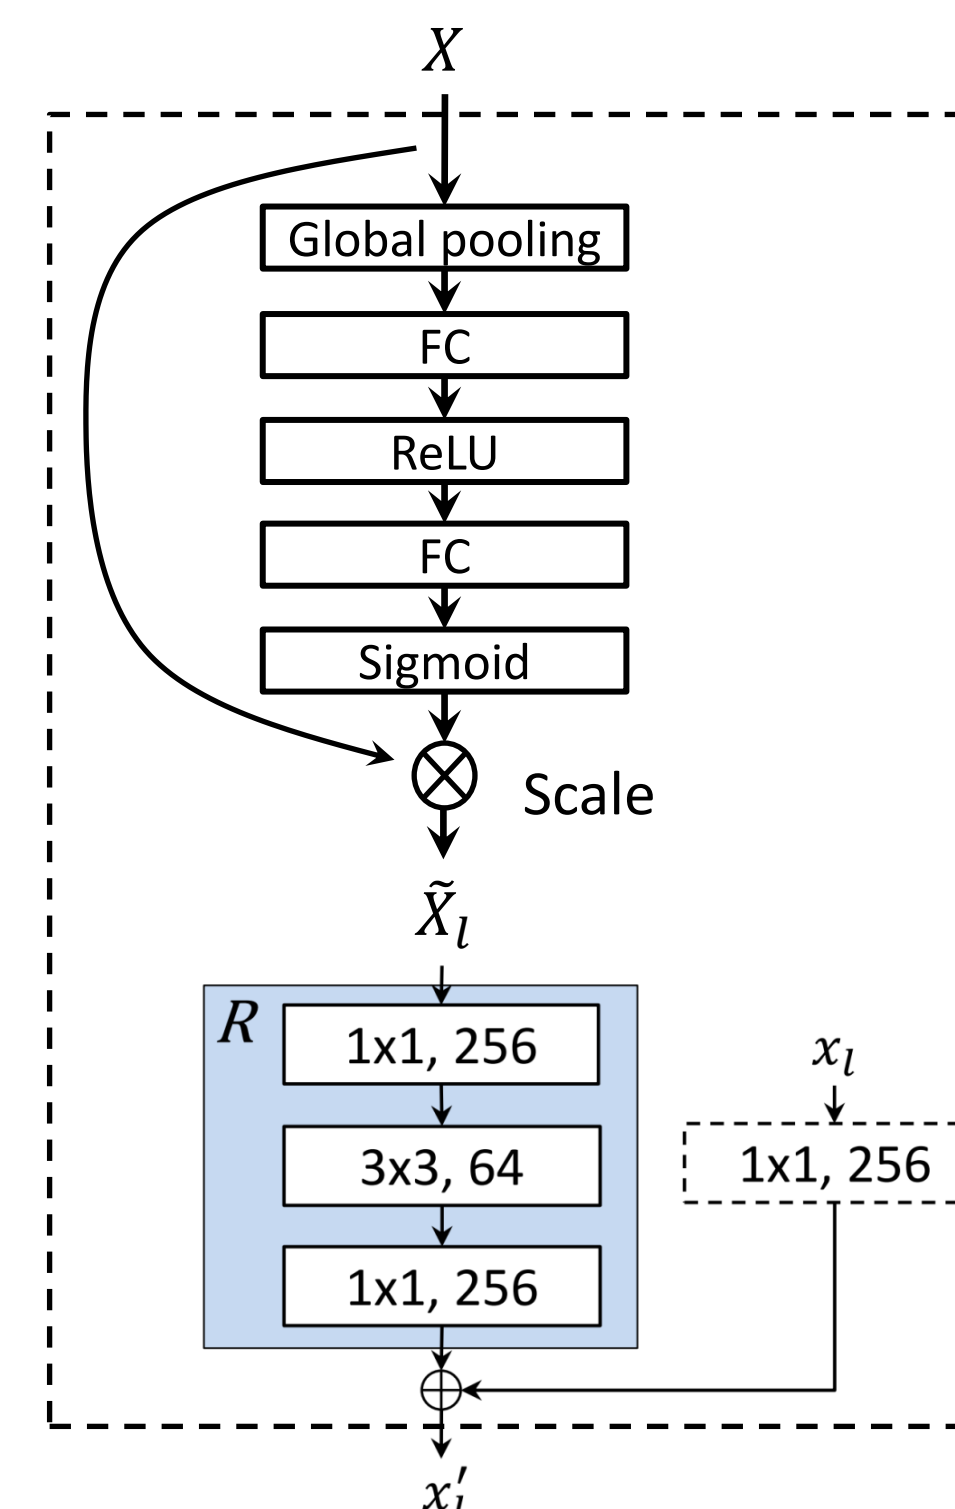 X
Global pooling
FC
ReLU
FC
Sigmoid
Scale
X̃ₗ
R
1x1, 256
3x3, 64
1x1, 256
xₗ
1x1, 256
x′ₗ